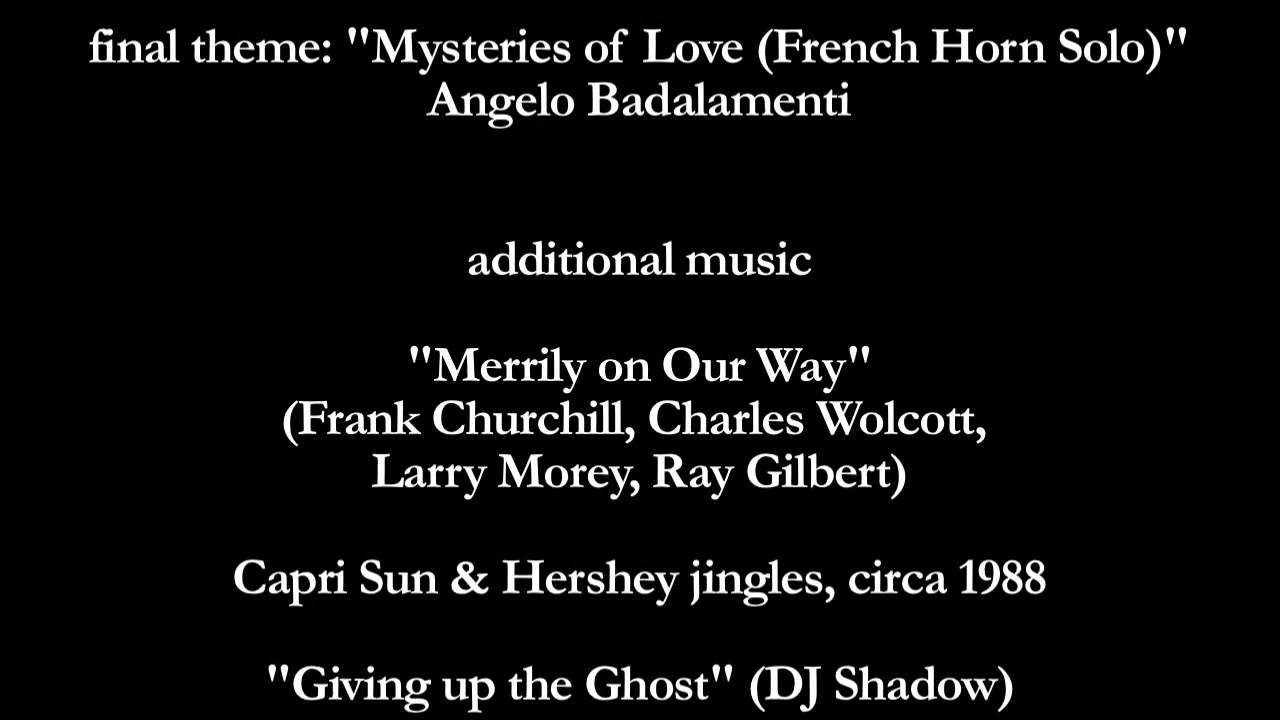 final theme: "Mysteries of Love (French Horn Solo)"
Angelo Badalamenti
additional music
"Merrily on Our Way"
(Frank Churchill, Charles Wolcott,
Larry Morey, Ray Gilbert)
Capri Sun & Hershey jingles, circa 1988
"Giving up the Ghost" (DJ Shadow)